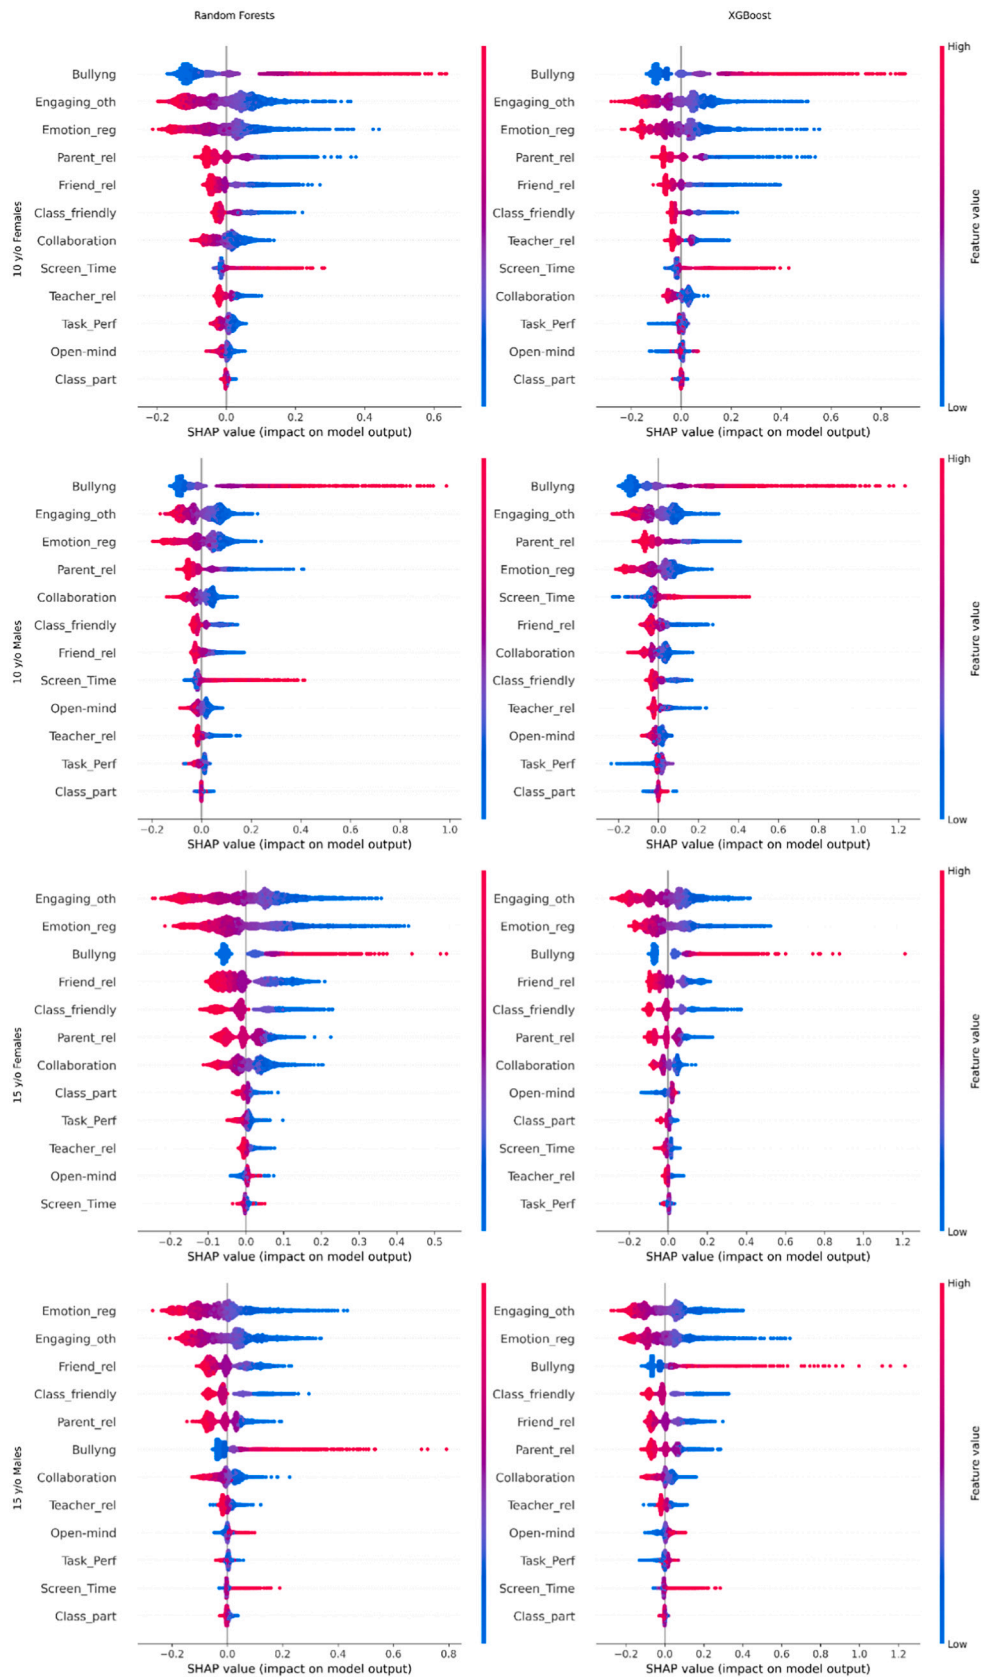 Random Forests
XGBoost
10 y/o Females
Bullyng
Engaging_oth
Emotion_reg
Parent_rel
Friend_rel
Class_friendly
Collaboration
Screen_Time
Teacher_rel
Task_Perf
Open-mind
Class_part
−0.2 0.0 0.2 0.4 0.6
SHAP value (impact on model output)
Bullyng
Engaging_oth
Emotion_reg
Parent_rel
Friend_rel
Class_friendly
Teacher_rel
Screen_Time
Collaboration
Task_Perf
Open-mind
Class_part
−0.2 0.0 0.2 0.4 0.6 0.8
SHAP value (impact on model output)
High
Feature value
Low
10 y/o Males
Bullyng
Engaging_oth
Emotion_reg
Parent_rel
Collaboration
Class_friendly
Friend_rel
Screen_Time
Open-mind
Teacher_rel
Task_Perf
Class_part
−0.2 0.0 0.2 0.4 0.6 0.8 1.0
SHAP value (impact on model output)
Bullyng
Engaging_oth
Parent_rel
Emotion_reg
Screen_Time
Friend_rel
Collaboration
Class_friendly
Teacher_rel
Open-mind
Task_Perf
Class_part
−0.2 0.0 0.2 0.4 0.6 0.8 1.0 1.2
SHAP value (impact on model output)
High
Feature value
Low
15 y/o Females
Engaging_oth
Emotion_reg
Bullyng
Friend_rel
Class_friendly
Parent_rel
Collaboration
Class_part
Task_Perf
Teacher_rel
Open-mind
Screen_Time
−0.2 −0.1 0.0 0.1 0.2 0.3 0.4 0.5
SHAP value (impact on model output)
Engaging_oth
Emotion_reg
Bullyng
Friend_rel
Class_friendly
Parent_rel
Collaboration
Open-mind
Class_part
Screen_Time
Teacher_rel
Task_Perf
−0.2 0.0 0.2 0.4 0.6 0.8 1.0 1.2
SHAP value (impact on model output)
High
Feature value
Low
15 y/o Males
Emotion_reg
Engaging_oth
Friend_rel
Class_friendly
Parent_rel
Bullyng
Collaboration
Teacher_rel
Open-mind
Task_Perf
Screen_Time
Class_part
−0.2 0.0 0.2 0.4 0.6 0.8
SHAP value (impact on model output)
Engaging_oth
Emotion_reg
Bullyng
Class_friendly
Friend_rel
Parent_rel
Collaboration
Teacher_rel
Open-mind
Task_Perf
Screen_Time
Class_part
−0.2 0.0 0.2 0.4 0.6 0.8 1.0 1.2
SHAP value (impact on model output)
High
Feature value
Low